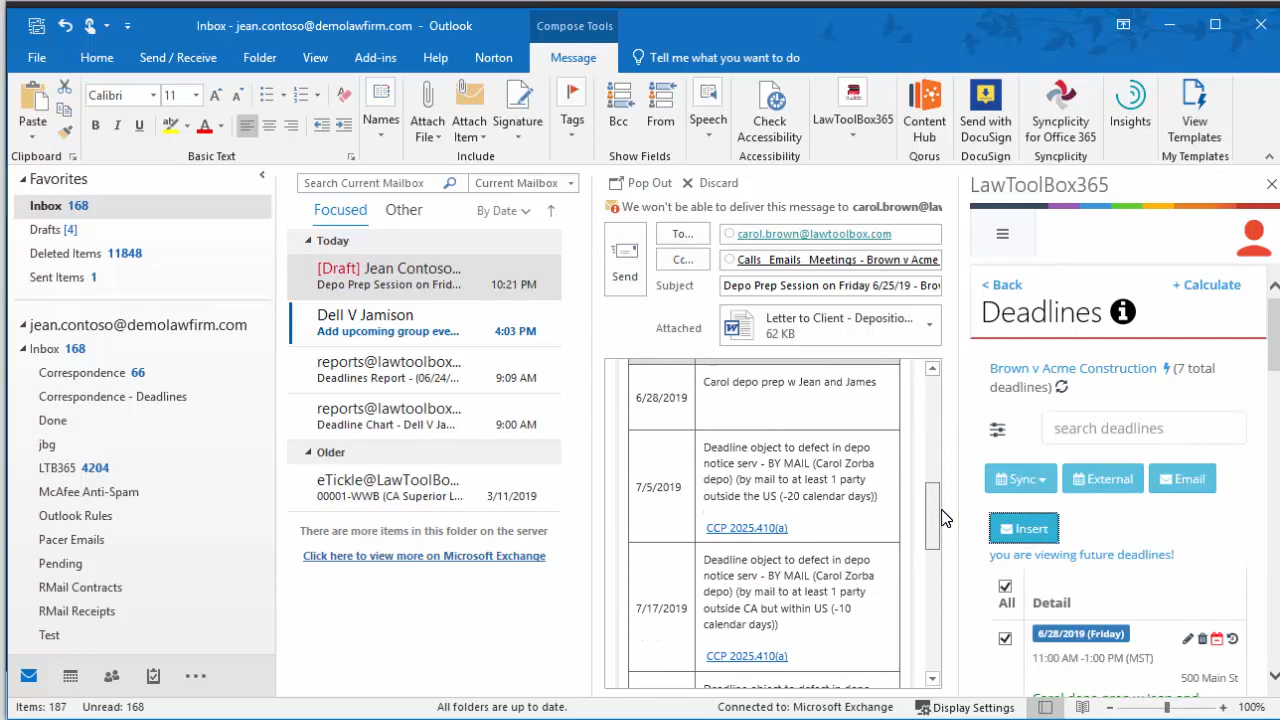 Inbox - jean.contoso@demolawfirm.com - Outlook
Compose Tools
File Home Send / Receive Folder View Add-ins Help Norton Message Tell me what you want to do
Paste
Calibri 11
B I U
Names
Attach File
Attach Item
Signature
Tags
Bcc
From
Speech
Check Accessibility
LawToolBox365
Content Hub
Send with DocuSign
Syncplicity for Office 365
Insights
View Templates
Clipboard Basic Text Include Show Fields Accessibility Qorus DocuSign Syncplicity My Templates
Favorites
Inbox 168
Drafts [4]
Deleted Items 11848
Sent Items 1
jean.contoso@demolawfirm.com
Inbox 168
Correspondence 66
Correspondence - Deadlines
Done
jbg
LTB365 4204
McAfee Anti-Spam
Outlook Rules
Pacer Emails
Pending
RMail Contracts
RMail Receipts
Test
Search Current Mailbox Current Mailbox
Focused Other By Date
Today
[Draft] Jean Contoso...
Depo Prep Session on Frid... 10:21 PM
Dell V Jamison
Add upcoming group eve... 4:03 PM
reports@lawtoolbox...
Deadlines Report - (06/24/... 9:09 AM
reports@lawtoolbox...
Deadline Chart - Dell V Ja... 9:00 AM
Older
eTickle@LawToolBo...
00001-WWB (CA Superior L... 3/11/2019
There are more items in this folder on the server
Click here to view more on Microsoft Exchange
Pop Out Discard
We won't be able to deliver this message to carol.brown@law
Send
To... carol.brown@lawtoolbox.com
Cc... Calls Emails Meetings - Brown v Acme
Subject Depo Prep Session on Friday 6/25/19 - Bro
Attached Letter to Client - Depositio...
62 KB
6/28/2019 Carol depo prep w Jean and James
7/5/2019
Deadline object to defect in depo
notice serv - BY MAIL (Carol Zorba
depo) (by mail to at least 1 party
outside the US (-20 calendar days))
CCP 2025.410(a)
7/17/2019
Deadline object to defect in depo
notice serv - BY MAIL (Carol Zorba
depo) (by mail to at least 1 party
outside CA but within US (-10
calendar days))
CCP 2025.410(a)
LawToolBox365
< Back + Calculate
Deadlines
Brown v Acme Construction (7 total
deadlines)
search deadlines
Sync External Email
Insert
you are viewing future deadlines!
All Detail
6/28/2019 (Friday)
11:00 AM -1:00 PM (MST)
500 Main St
Carol depo prep w Jean and
Items: 187 Unread: 168 All folders are up to date. Connected to: Microsoft Exchange Display Settings 100%